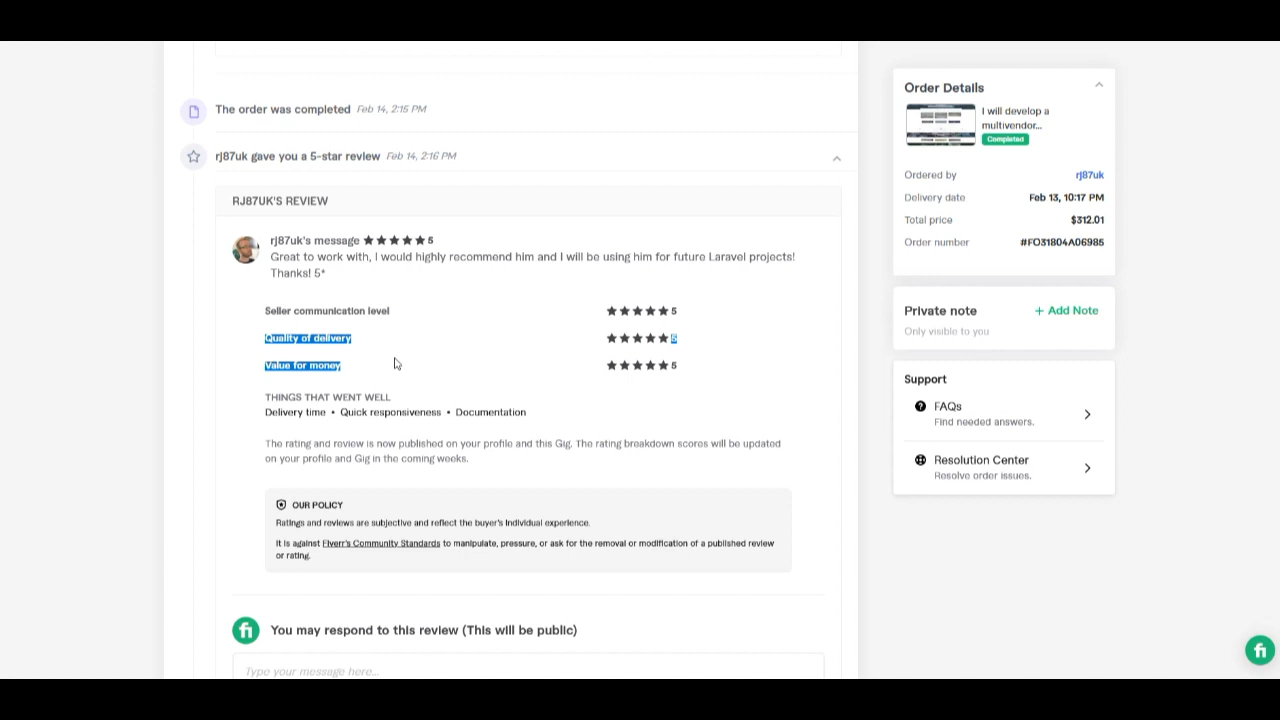 The order was completed Feb 14, 2:15 PM
rj87uk gave you a 5-star review Feb 14, 2:16 PM
RJ87UK'S REVIEW
rj87uk's message ★★★★★ 5
Great to work with, I would highly recommend him and I will be using him for future Laravel projects!
Thanks! 5*
Seller communication level ★★★★★ 5
Quality of delivery ★★★★★ 5
Value for money ★★★★★ 5
THINGS THAT WENT WELL
Delivery time • Quick responsiveness • Documentation
The rating and review is now published on your profile and this Gig. The rating breakdown scores will be updated
on your profile and Gig in the coming weeks.
OUR POLICY
Ratings and reviews are subjective and reflect the buyer's individual experience.
It is against Fiverr's Community Standards to manipulate, pressure, or ask for the removal or modification of a published review
or rating.
fi You may respond to this review (This will be public)
Type your message here...
Order Details
I will develop a
multivendor...
Completed
Ordered by rj87uk
Delivery date Feb 13, 10:17 PM
Total price $312.01
Order number #FO31804A06985
Private note + Add Note
Only visible to you
Support
FAQs
Find needed answers.
Resolution Center
Resolve order issues.
fi